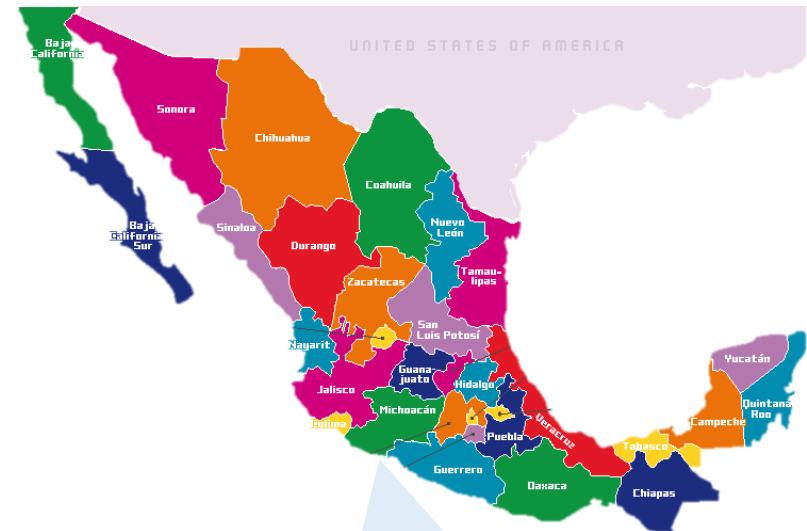 UNITED STATES OF AMERICA
Baja
California
Sonora
Chihuahua
Coahuila
Baja
California
Sur
Sinaloa
Nuevo
León
Durango
Tamau-
lipas
Zacatecas
San
Luis Potosí
Nayarit
Guana-
juato
Yucatán
Jalisco
Hidalgo
Quintana
Roo
Michoacán
Colima
Veracruz
Campeche
Puebla
Tabasco
Guerrero
Oaxaca
Chiapas